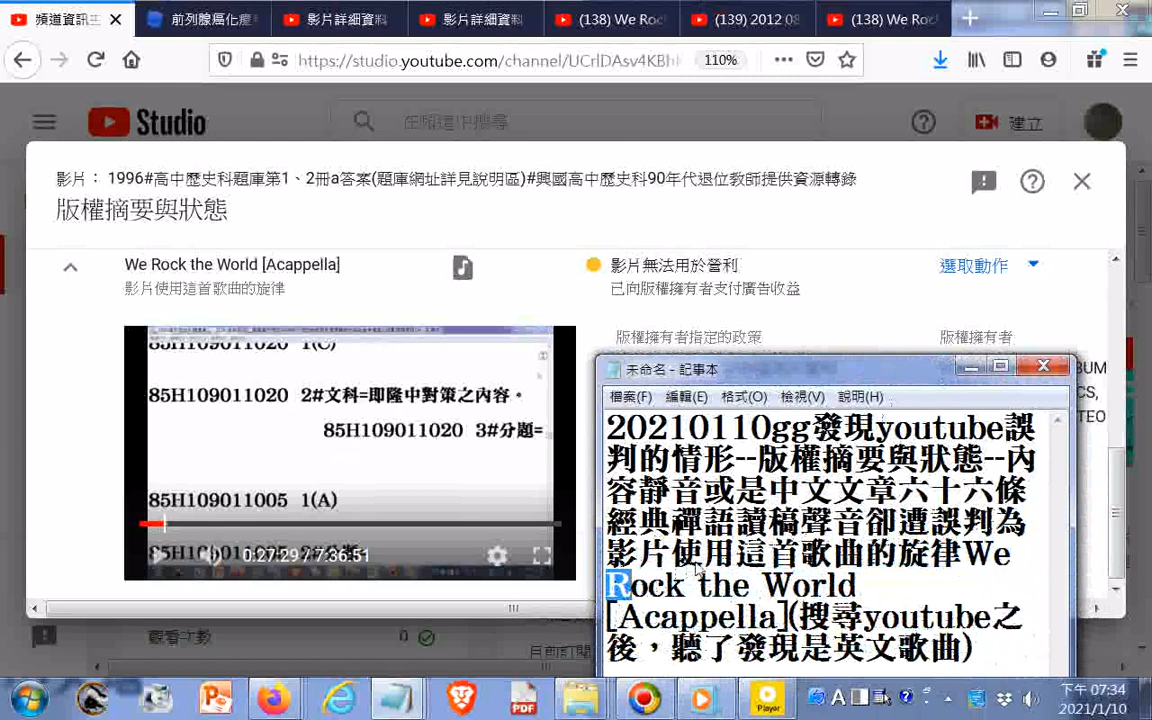 頻道資訊主
前列腺癌化療
影片詳細資料
影片詳細資料
(138) We Roc
(139) 2012 08
(138) We Roc
https://studio.youtube.com/channel/UCrlDAsv4KBh
110%
Studio
在頻道中搜尋
建立
影片： 1996#高中歷史科題庫第1、2冊a答案(題庫網址詳見說明區)#興國高中歷史科90年代退位教師提供資源轉錄
版權摘要與狀態
We Rock the World [Acappella]
影片使用這首歌曲的旋律
影片無法用於營利
已向版權擁有者支付廣告收益
選取動作
版權擁有者指定的政策
版權擁有者
85H109011020 1(C)
85H109011020 2#文科=即隆中對策之內容。
85H109011020 3#分題=
85H109011005 1(A)
0:27:29 / 7:36:51
BUM
CS,
TEO
未命名 - 記事本
檔案(F) 編輯(E) 格式(O) 檢視(V) 說明(H)
20210110gg發現youtube誤
判的情形--版權摘要與狀態--內
容靜音或是中文文章六十六條
經典禪語讀稿聲音卻遭誤判為
影片使用這首歌曲的旋律We
Rock the World
[Acappella](搜尋youtube之
後，聽了發現是英文歌曲)
觀看次數
0
PDF
Player
下午 07:34
2021/1/10